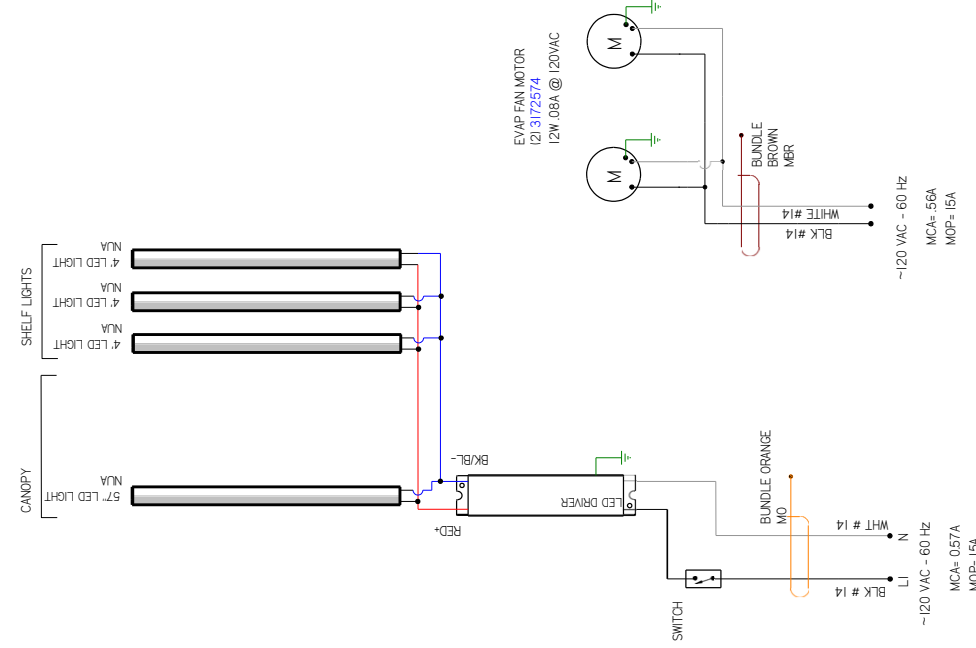 EVAP FAN MOTOR
(2) 3172574
12W .08A @ 120VAC
M
M
BUNDLE
BROWN
MBR
WHITE #14
BLK #14
~120 VAC - 60 Hz
MCA= .56A
MOP= 15A
SHELF LIGHTS
NUA
4' LED LIGHT
NUA
4' LED LIGHT
NUA
4' LED LIGHT
CANOPY
NUA
57" LED LIGHT
BK/BL-
RED+
LED DRIVER
BUNDLE ORANGE
MO
WHT # 14
N
BLK # 14
L1
SWITCH
~120 VAC - 60 Hz
MCA= 0.57A
MOP= 15A